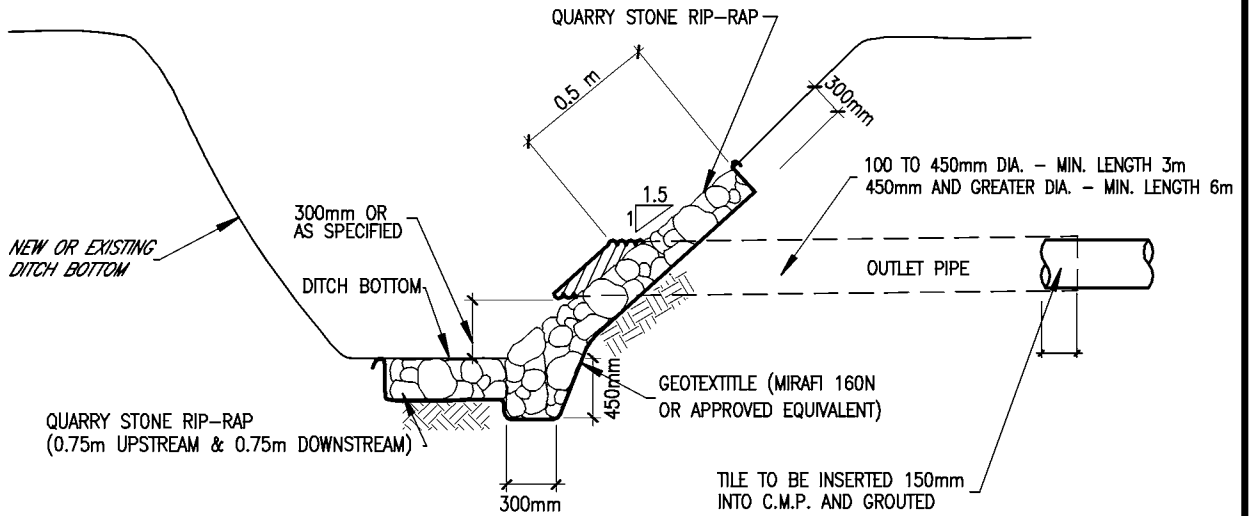 QUARRY STONE RIP-RAP
0.5 m
300mm
100 TO 450mm DIA. - MIN. LENGTH 3m
450mm AND GREATER DIA. - MIN. LENGTH 6m
1.5
1
300mm OR
AS SPECIFIED
NEW OR EXISTING
DITCH BOTTOM
DITCH BOTTOM
OUTLET PIPE
GEOTEXTITLE (MIRAFI 160N
OR APPROVED EQUIVALENT)
450mm
QUARRY STONE RIP-RAP
(0.75m UPSTREAM & 0.75m DOWNSTREAM)
300mm
TILE TO BE INSERTED 150mm
INTO C.M.P. AND GROUTED